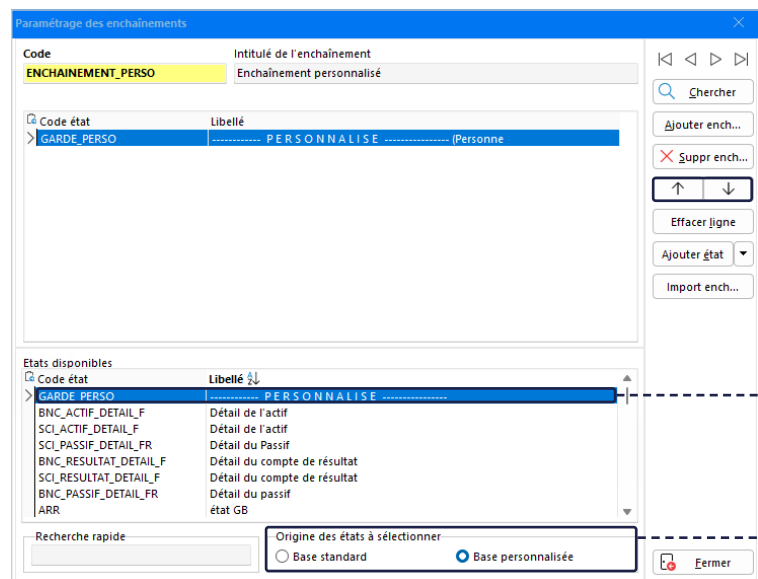 Paramétrage des enchaînements
Code
Intitulé de l'enchaînement
ENCHAINEMENT_PERSO
Enchaînement personnalisé
Chercher
Ajouter ench...
Suppr ench...
Effacer ligne
Ajouter état
Import ench...
Code état Libellé
GARDE_PERSO ------------ P E R S O N N A L I S E ---------------- (Personne
Etats disponibles
Code état Libellé
GARDE_PERSO ------------ P E R S O N N A L I S E ----------------
BNC_ACTIF_DETAIL_F Détail de l'actif
SCI_ACTIF_DETAIL_F Détail de l'actif
SCI_PASSIF_DETAIL_FR Détail du Passif
BNC_RESULTAT_DETAIL_F Détail du compte de résultat
SCI_RESULTAT_DETAIL_F Détail du compte de résultat
BNC_PASSIF_DETAIL_FR Détail du passif
ARR état GB
Recherche rapide
Origine des états à sélectionner
Base standard Base personnalisée
Fermer